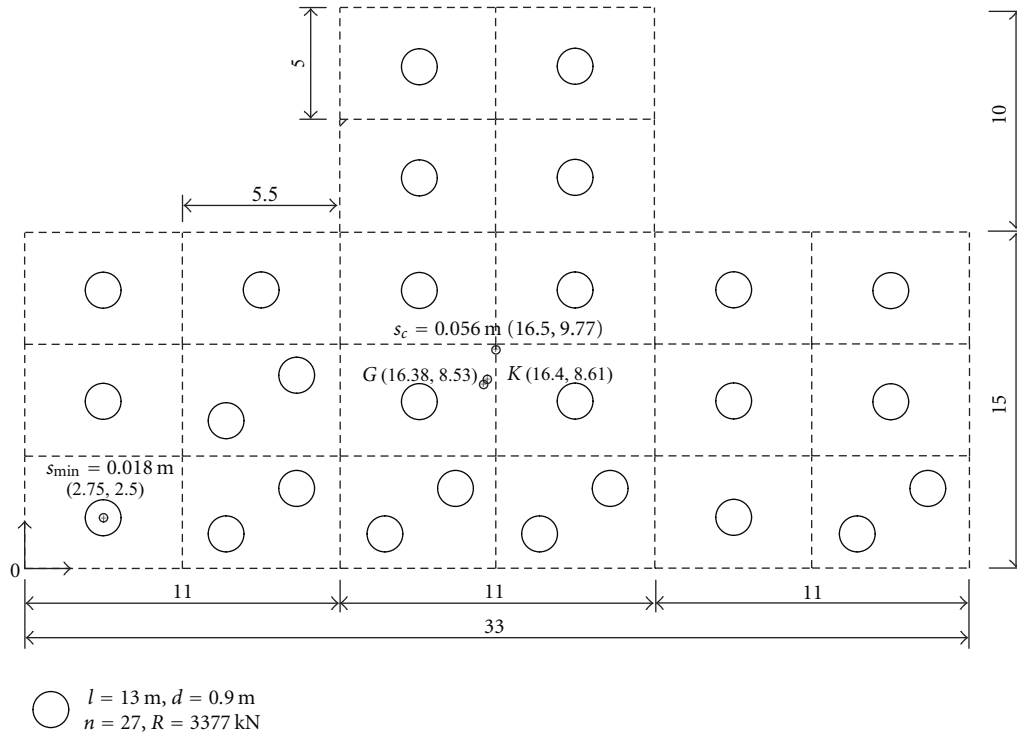 5
10
5.5
s_c = 0.056 m (16.5, 9.77)
G (16.38, 8.53)
K (16.4, 8.61)
15
s_min = 0.018 m
(2.75, 2.5)
0
11
11
11
33
l = 13 m, d = 0.9 m
n = 27, R = 3377 kN